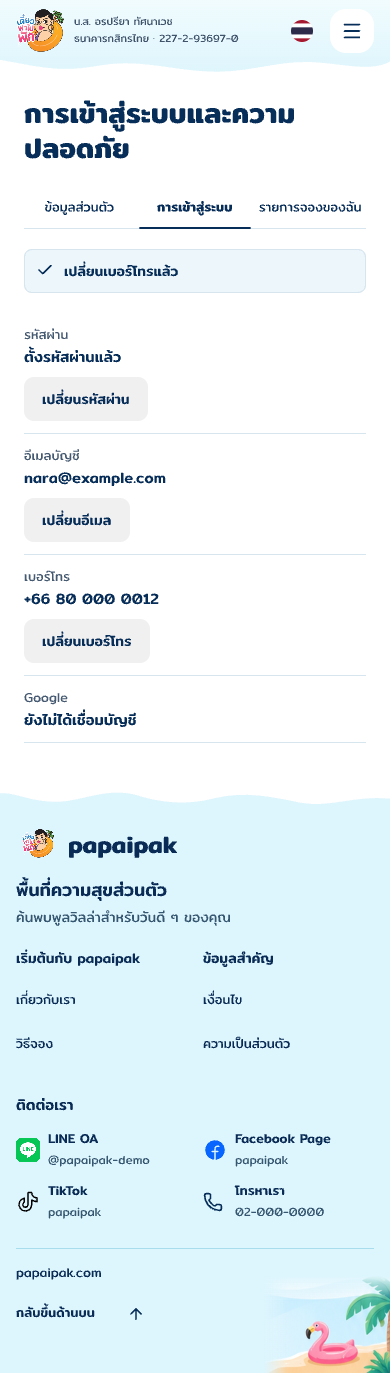 น.ส. อรปรียา ทัศนาเวช
ธนาคารกสิกรไทย · 227-2-93697-0
การเข้าสู่ระบบและความ
ปลอดภัย
ข้อมูลส่วนตัว
การเข้าสู่ระบบ
รายการจองของฉัน
เปลี่ยนเบอร์โทรแล้ว
รหัสผ่าน
ตั้งรหัสผ่านแล้ว
เปลี่ยนรหัสผ่าน
อีเมลบัญชี
nara@example.com
เปลี่ยนอีเมล
เบอร์โทร
+66 80 000 0012
เปลี่ยนเบอร์โทร
Google
ยังไม่ได้เชื่อมบัญชี
papaipak
พื้นที่ความสุขส่วนตัว
ค้นพบพูลวิลล่าสำหรับวันดี ๆ ของคุณ
เริ่มต้นกับ papaipak
ข้อมูลสำคัญ
เกี่ยวกับเรา
เงื่อนไข
วิธีจอง
ความเป็นส่วนตัว
ติดต่อเรา
LINE OA
@papaipak-demo
Facebook Page
papaipak
TikTok
papaipak
โทรหาเรา
02-000-0000
papaipak.com
กลับขึ้นด้านบน